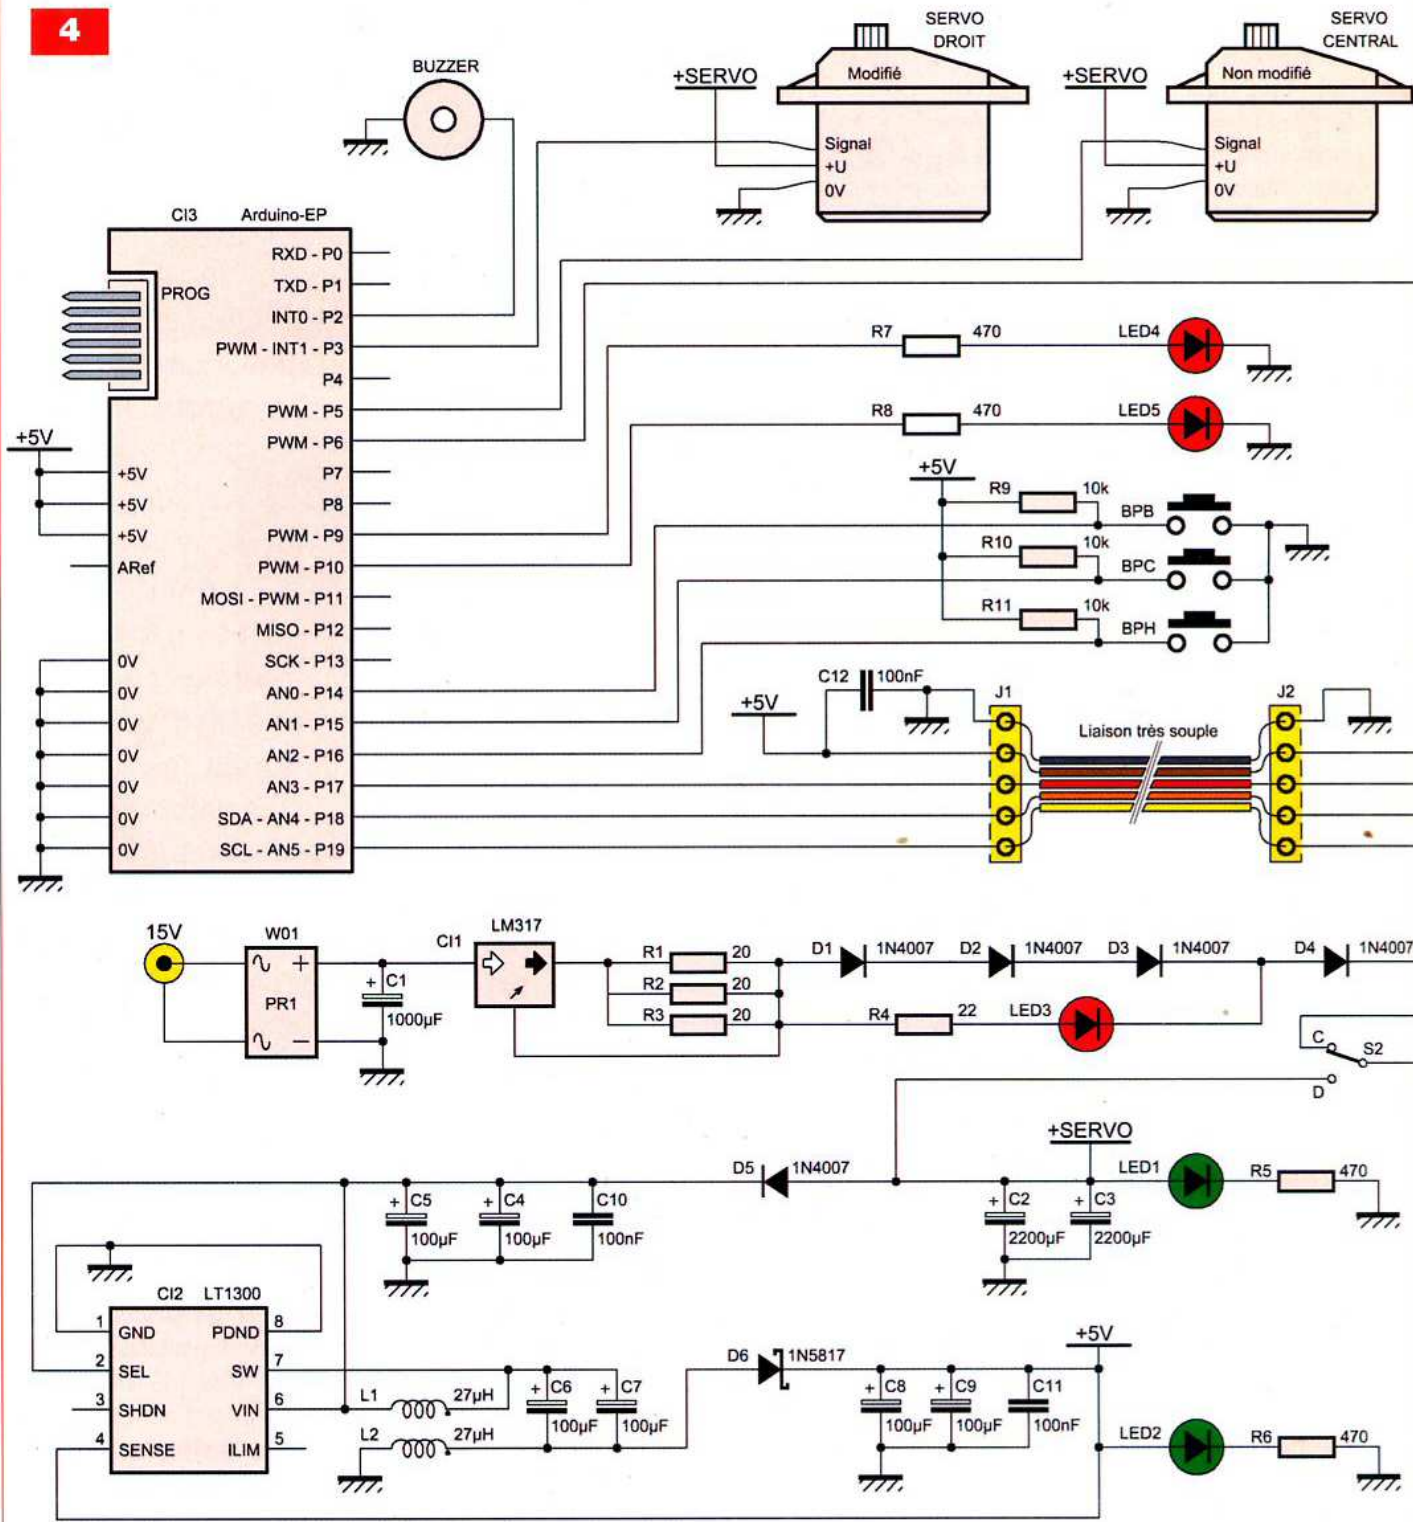 4
SERVO
DROIT
SERVO
CENTRAL
BUZZER
+SERVO
Modifié
+SERVO
Non modifié
Signal
+U
0V
Signal
+U
0V
CI3 Arduino-EP
PROG
RXD - P0
TXD - P1
INT0 - P2
PWM - INT1 - P3
P4
PWM - P5
PWM - P6
P7
P8
PWM - P9
PWM - P10
MOSI - PWM - P11
MISO - P12
SCK - P13
AN0 - P14
AN1 - P15
AN2 - P16
AN3 - P17
SDA - AN4 - P18
SCL - AN5 - P19
+5V
+5V
+5V
+5V
ARef
0V
0V
0V
0V
0V
0V
0V
R7 470 LED4
R8 470 LED5
+5V
R9 10k BPB
R10 10k BPC
R11 10k BPH
C12 100nF
+5V
J1
Liaison très souple
J2
15V
W01
PR1
+ C1
1000µF
CI1
LM317
R1 20
R2 20
R3 20
D1 1N4007
D2 1N4007
D3 1N4007
D4 1N4007
R4 22 LED3
C
S2
D
+SERVO
D5 1N4007
LED1
R5 470
+ C5
100µF
+ C4
100µF
C10
100nF
+ C2
2200µF
+ C3
2200µF
CI2 LT1300
1 GND PDND 8
2 SEL SW 7
3 SHDN VIN 6
4 SENSE ILIM 5
L1 27µH
L2 27µH
+ C6
100µF
+ C7
100µF
D6 1N5817
+5V
+ C8
100µF
+ C9
100µF
C11
100nF
LED2
R6 470